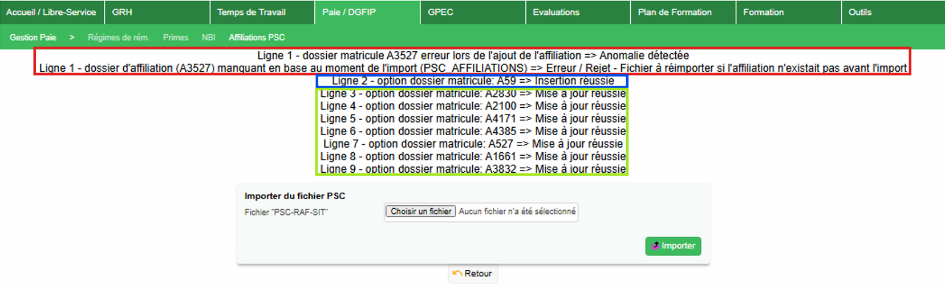 Accueil / Libre-Service GRH Temps de Travail Paie / DGFIP GPEC Evaluations Plan de Formation Formation Outils
Gestion Paie > Régimes de rém. Primes NBI Affiliations PSC
Ligne 1 - dossier matricule A3527 erreur lors de l'ajout de l'affiliation => Anomalie détectée
Ligne 1 - dossier d'affiliation (A3527) manquant en base au moment de l'import (PSC_AFFILIATIONS) => Erreur / Rejet - Fichier à réimporter si l'affiliation n'existait pas avant l'import
Ligne 2 - option dossier matricule: A59 => Insertion réussie
Ligne 3 - option dossier matricule: A2830 => Mise à jour réussie
Ligne 4 - option dossier matricule: A2100 => Mise à jour réussie
Ligne 5 - option dossier matricule: A4171 => Mise à jour réussie
Ligne 6 - option dossier matricule: A4385 => Mise à jour réussie
Ligne 7 - option dossier matricule: A527 => Mise à jour réussie
Ligne 8 - option dossier matricule: A1661 => Mise à jour réussie
Ligne 9 - option dossier matricule: A3832 => Mise à jour réussie
Importer du fichier PSC
Fichier "PSC-RAF-SIT" Choisir un fichier Aucun fichier n'a été sélectionné
Importer
Retour